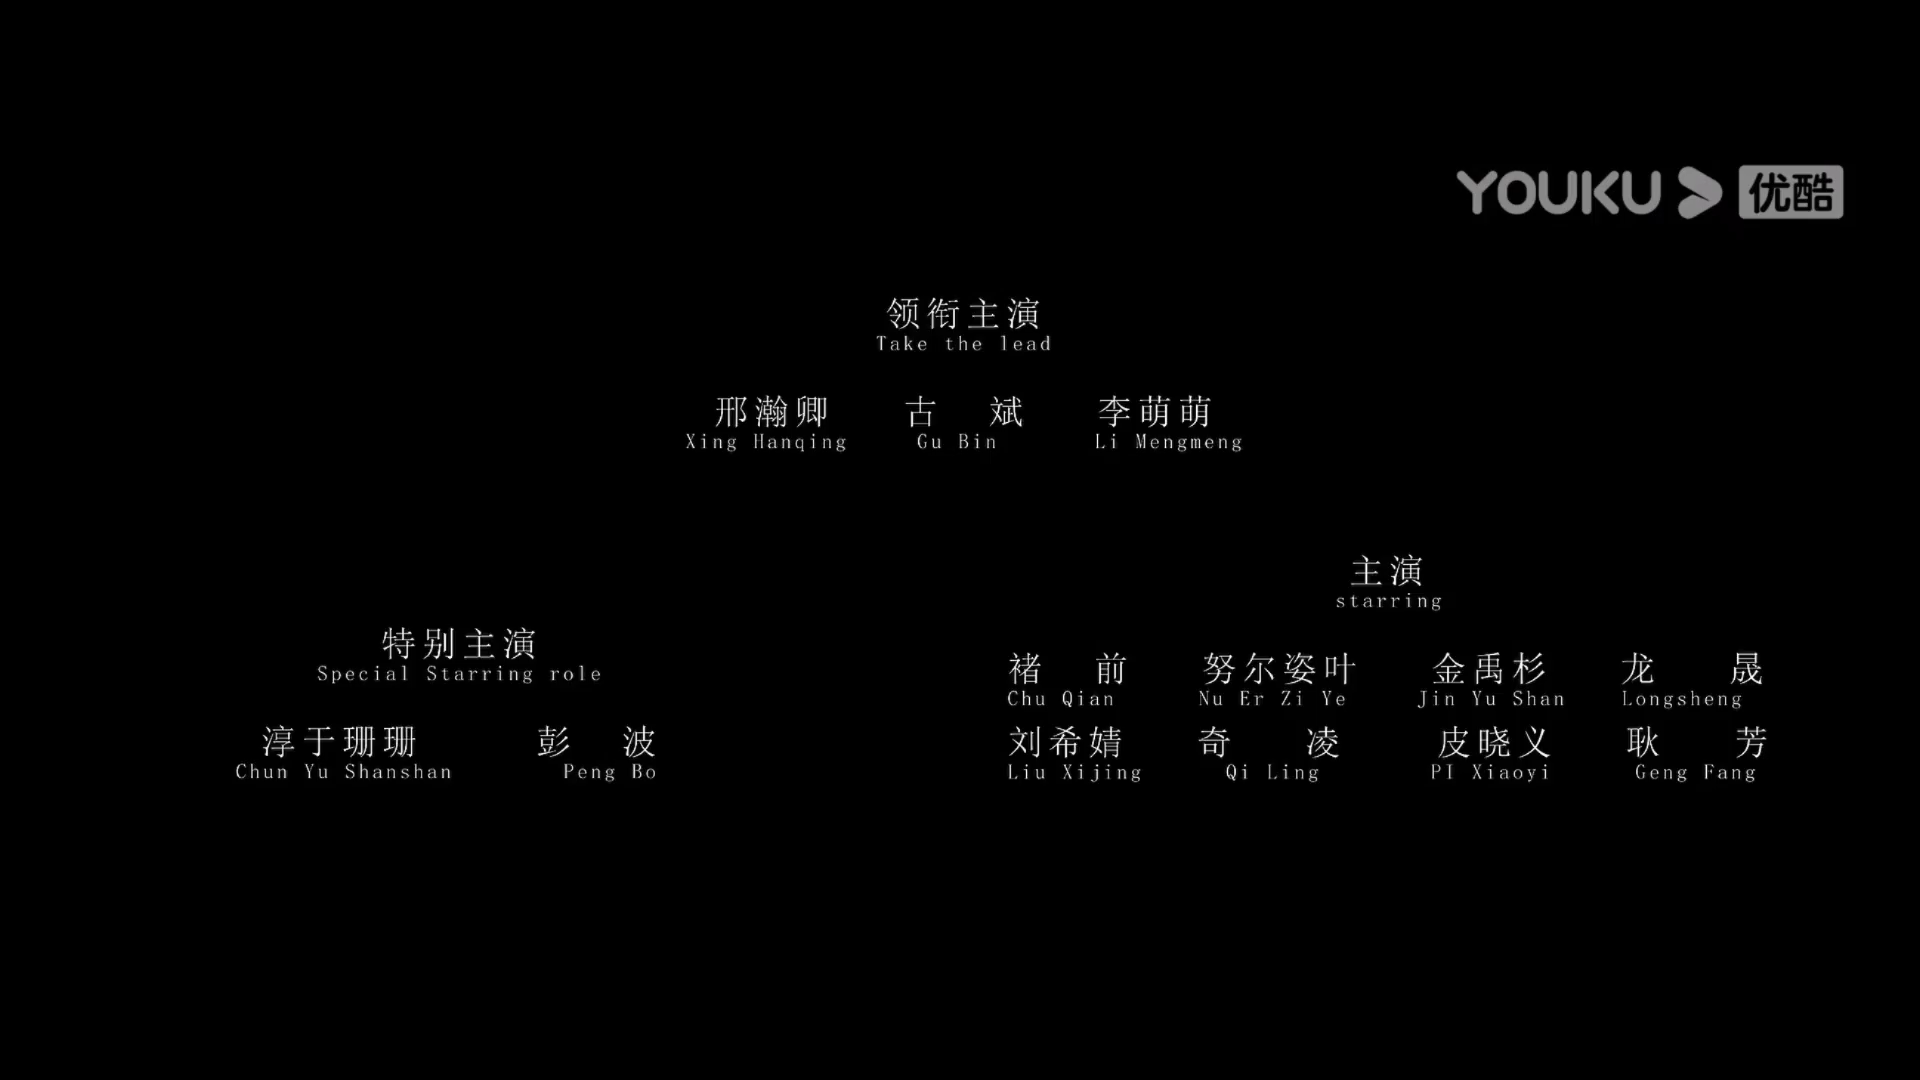 YOUKU 优酷
领衔主演
Take the lead
邢瀚卿 古斌 李萌萌
Xing Hanqing Gu Bin Li Mengmeng
特别主演
Special Starring role
淳于珊珊 彭波
Chun Yu Shanshan Peng Bo
主演
starring
褚前 努尔姿叶 金禹杉 龙晟
Chu Qian Nu Er Zi Ye Jin Yu Shan Longsheng
刘希婧 奇凌 皮晓义 耿芳
Liu Xijing Qi Ling PI Xiaoyi Geng Fang